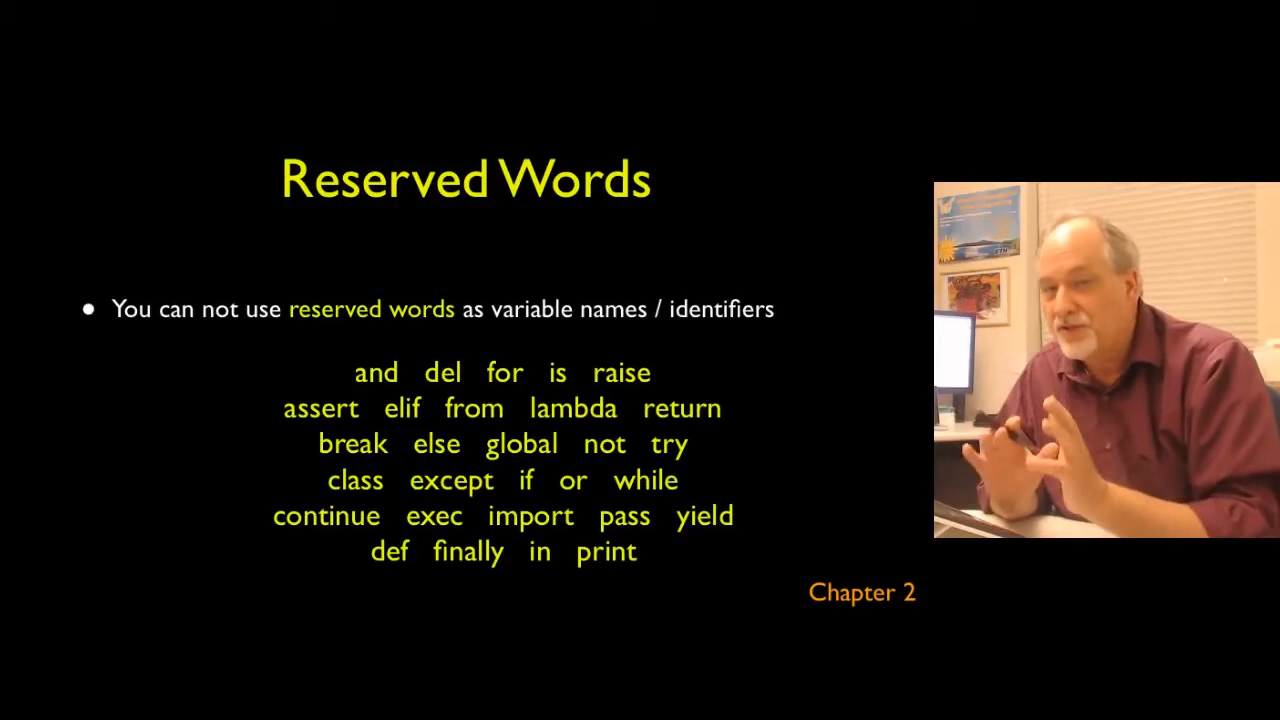 Reserved Words
● You can not use reserved words as variable names / identifiers
and del for is raise
assert elif from lambda return
break else global not try
class except if or while
continue exec import pass yield
def finally in print
Chapter 2